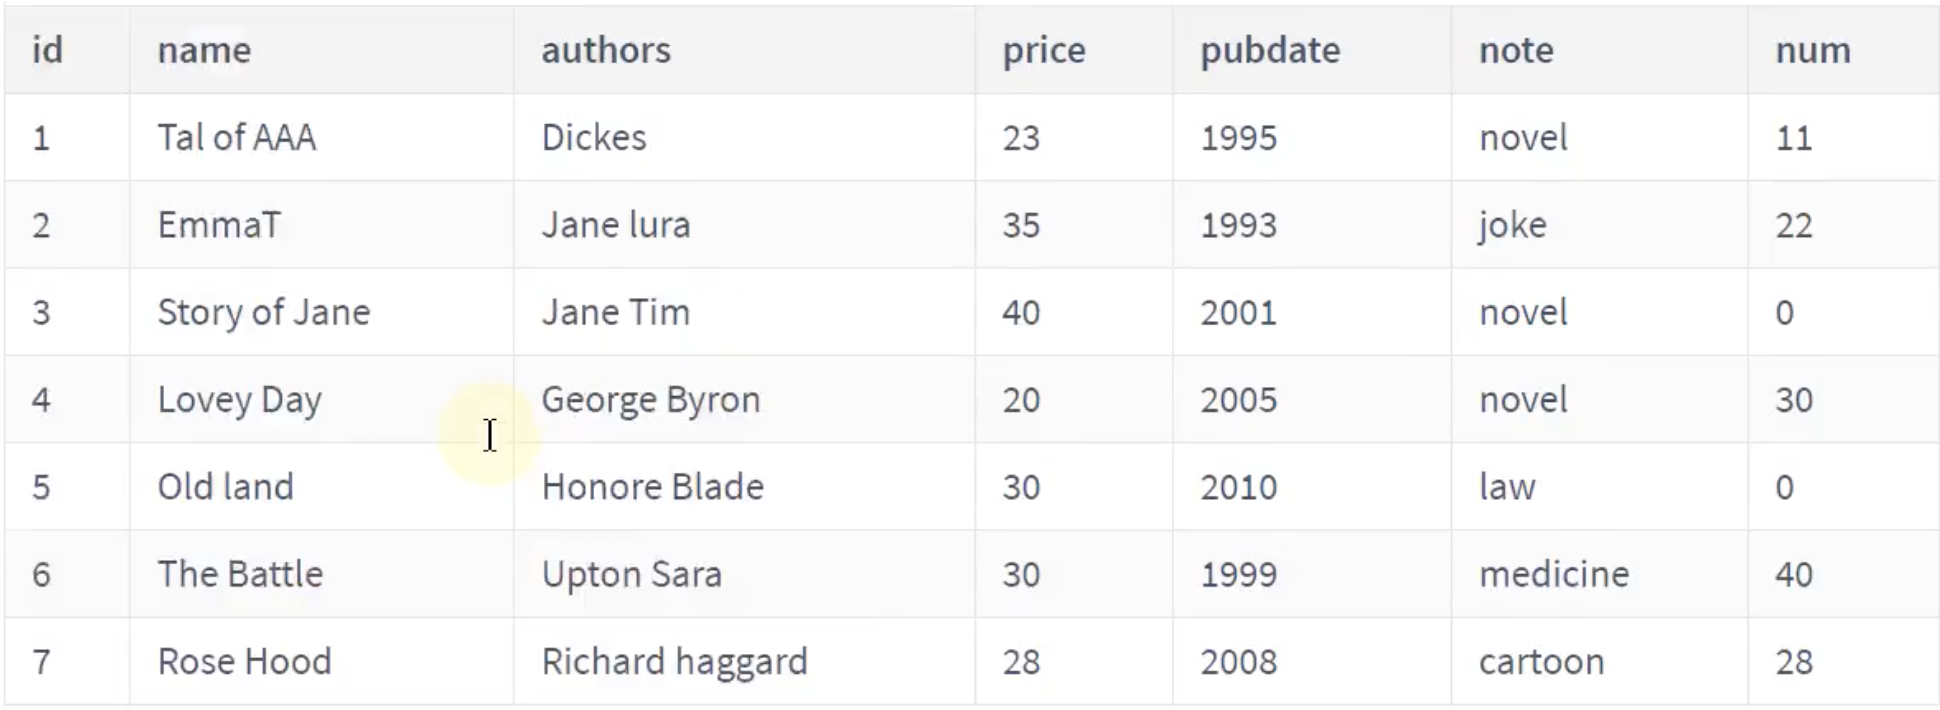 id name authors price pubdate note num
1 Tal of AAA Dickes 23 1995 novel 11
2 EmmaT Jane lura 35 1993 joke 22
3 Story of Jane Jane Tim 40 2001 novel 0
4 Lovey Day George Byron 20 2005 novel 30
5 Old land Honore Blade 30 2010 law 0
6 The Battle Upton Sara 30 1999 medicine 40
7 Rose Hood Richard haggard 28 2008 cartoon 28